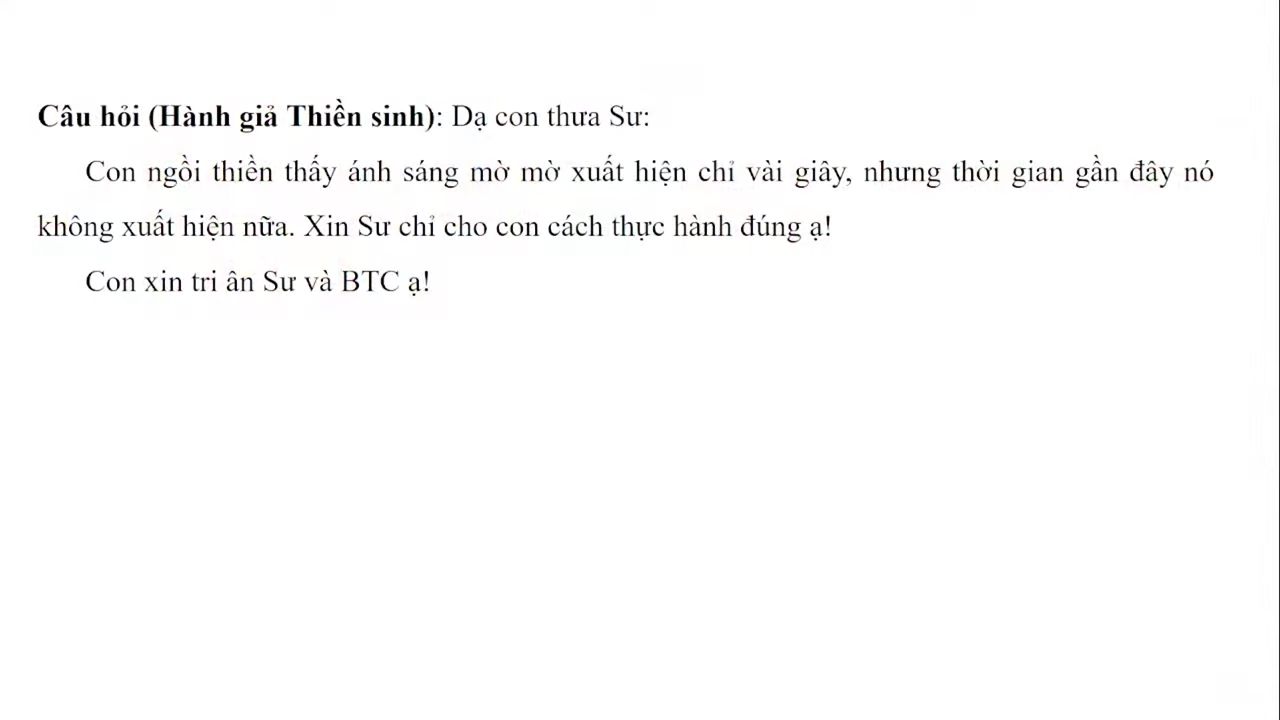 Câu hỏi (Hành giả Thiền sinh): Dạ con thưa Sư:
Con ngồi thiền thấy ánh sáng mờ mờ xuất hiện chỉ vài giây, nhưng thời gian gần đây nó
không xuất hiện nữa. Xin Sư chỉ cho con cách thực hành đúng ạ!
Con xin tri ân Sư và BTC ạ!